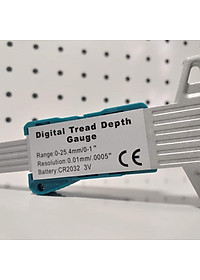 Digital Tread Depth
Gauge
Range:0-25.4mm/0-1"
Resolution:0.01mm/.0005"
Battery:CR2032 3V
CE